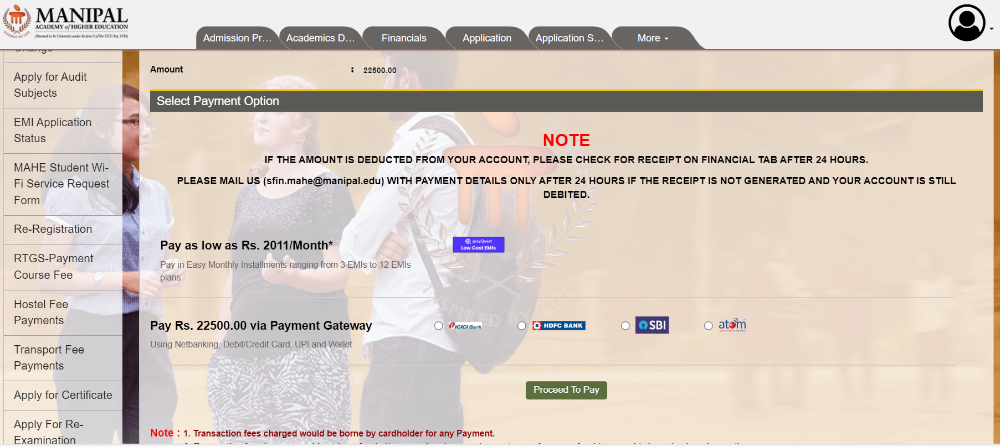 MANIPAL
ACADEMY of HIGHER EDUCATION
(Deemed to be University under Section 3 of the UGC Act, 1956)
INSPIRED BY LIFE
Admission Pr...
Academics D...
Financials
Application
Application S...
More
Change
Apply for Audit
Subjects
EMI Application
Status
MAHE Student Wi-
Fi Service Request
Form
Re-Registration
RTGS-Payment
Course Fee
Hostel Fee
Payments
Transport Fee
Payments
Apply for Certificate
Apply For Re-
Examination
Amount : 22500.00
Select Payment Option
NOTE
IF THE AMOUNT IS DEDUCTED FROM YOUR ACCOUNT, PLEASE CHECK FOR RECEIPT ON FINANCIAL TAB AFTER 24 HOURS.
PLEASE MAIL US (sfin.mahe@manipal.edu) WITH PAYMENT DETAILS ONLY AFTER 24 HOURS IF THE RECEIPT IS NOT GENERATED AND YOUR ACCOUNT IS STILL
DEBITED.
Pay as low as Rs. 2011/Month*
grayQuest
Low Cost EMIs
Pay in Easy Monthly Installments ranging from 3 EMIs to 12 EMIs
plans
INSPIRED BY LIFE
Pay Rs. 22500.00 via Payment Gateway
ICICI Bank
HDFC BANK
SBI
atom
Using Netbanking, Debit/Credit Card, UPI and Wallet
Proceed To Pay
Note : 1. Transaction fees charged would be borne by cardholder for any Payment.